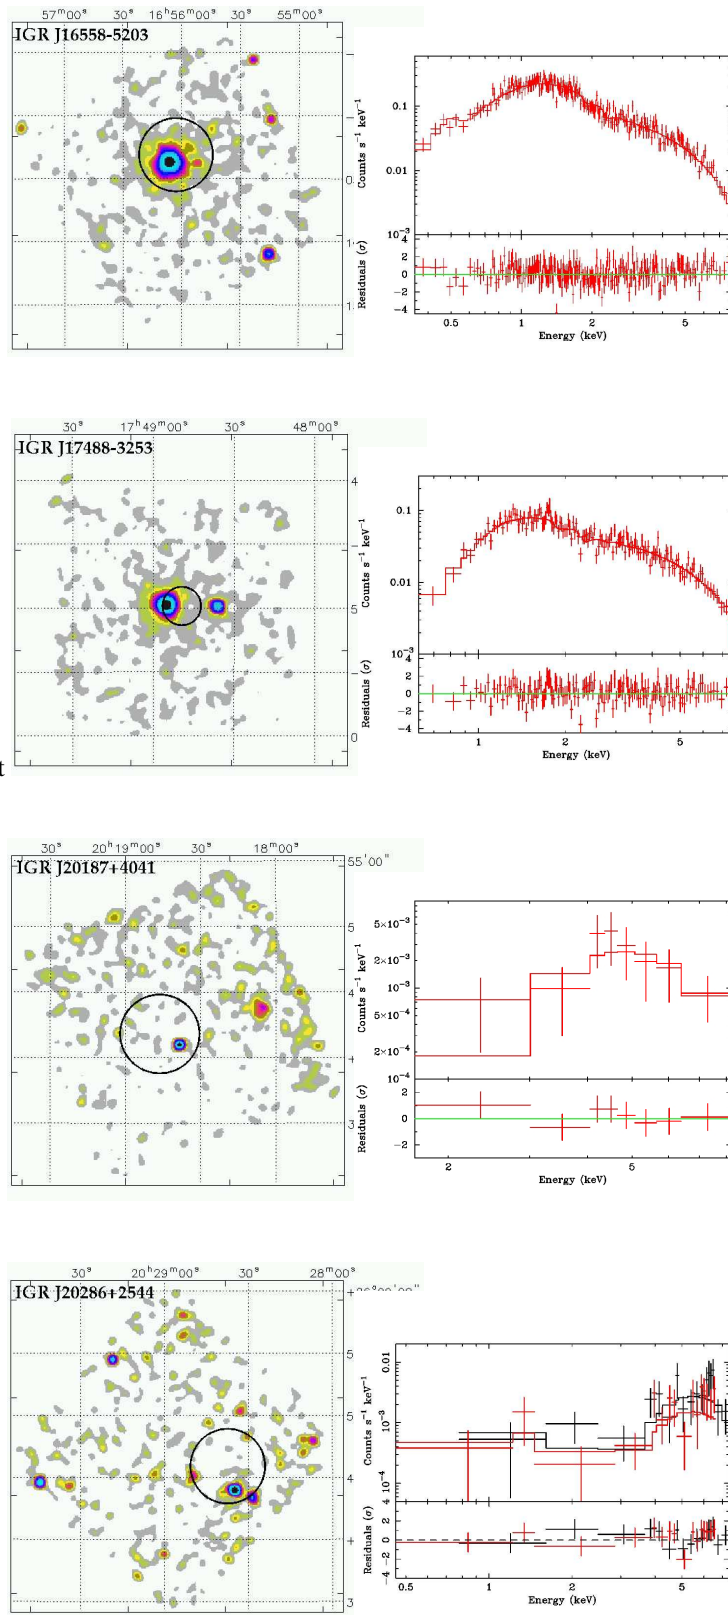 57ᵐ00ˢ 30ˢ 16ʰ56ᵐ00ˢ 30ˢ 55ᵐ00ˢ
IGR J16558-5203
0
1
Counts s⁻¹ keV⁻¹
0.1
0.01
10⁻³
Residuals (σ)
4
2
0
−2
−4
0.5 1 2 5
Energy (keV)
30ˢ 17ʰ49ᵐ00ˢ 30ˢ 48ᵐ00ˢ
IGR J17488-3253
4
5
0
Counts s⁻¹ keV⁻¹
0.1
0.01
10⁻³
Residuals (σ)
4
2
0
−2
−4
1 2 5
Energy (keV)
t
30ˢ 20ʰ19ᵐ00ˢ 30ˢ 18ᵐ00ˢ
IGR J20187+4041
55'00"
5
4
4
3
Counts s⁻¹ keV⁻¹
5×10⁻³
2×10⁻³
10⁻³
5×10⁻⁴
2×10⁻⁴
10⁻⁴
Residuals (σ)
2
0
−2
2 5
Energy (keV)
30ˢ 20ʰ29ᵐ00ˢ 30ˢ 28ᵐ00ˢ
IGR J20286+2544
5
5
4
3
Counts s⁻¹ keV⁻¹
0.01
10⁻³
10⁻⁴
Residuals (σ)
2
0
−2
−4
0.5 1 2 5
Energy (keV)